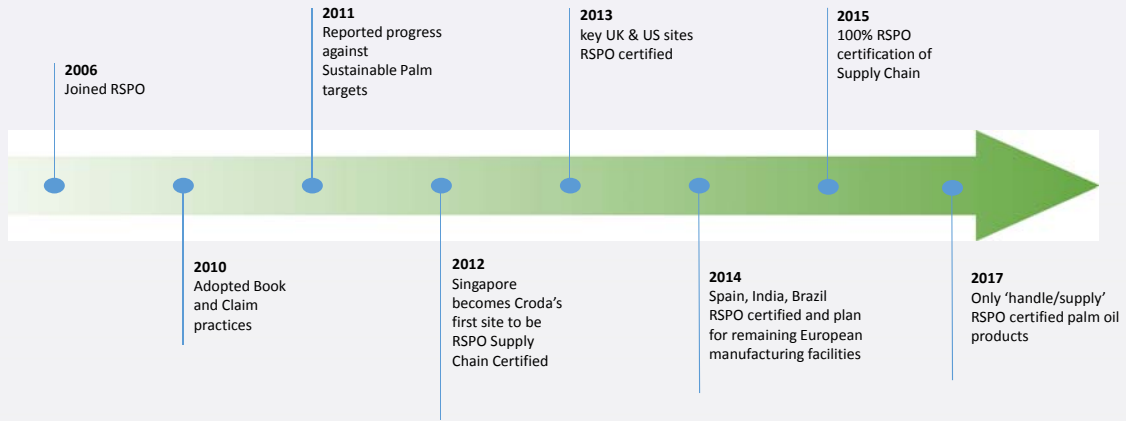 2006
Joined RSPO
2010
Adopted Book
and Claim
practices
2011
Reported progress
against
Sustainable Palm
targets
2012
Singapore
becomes Croda’s
first site to be
RSPO Supply
Chain Certified
2013
key UK & US sites
RSPO certified
2014
Spain, India, Brazil
RSPO certified and plan
for remaining European
manufacturing facilities
2015
100% RSPO
certification of
Supply Chain
2017
Only ‘handle/supply’
RSPO certified palm oil
products